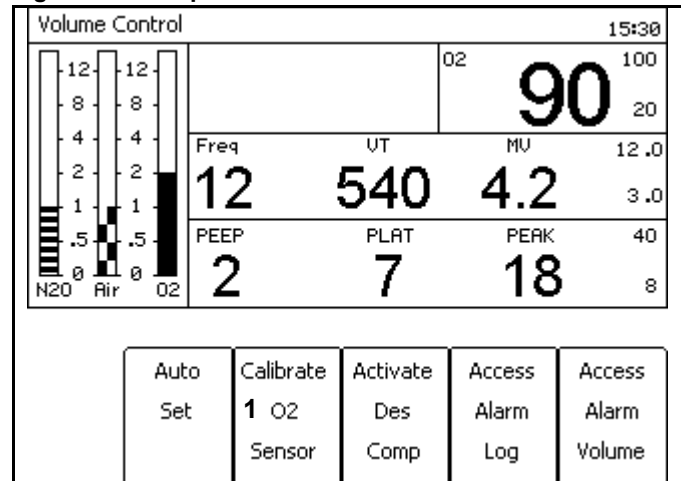 Volume Control 15:30
12 12
8 8
4 4
2 2
1 1
.5 .5
0 0
N2O Air O2
O2 90 100
20
Freq VT MV 12.0
12 540 4.2 3.0
PEEP PLAT PEAK 40
2 7 18 8
Auto
Set
Calibrate
1 O2
Sensor
Activate
Des
Comp
Access
Alarm
Log
Access
Alarm
Volume